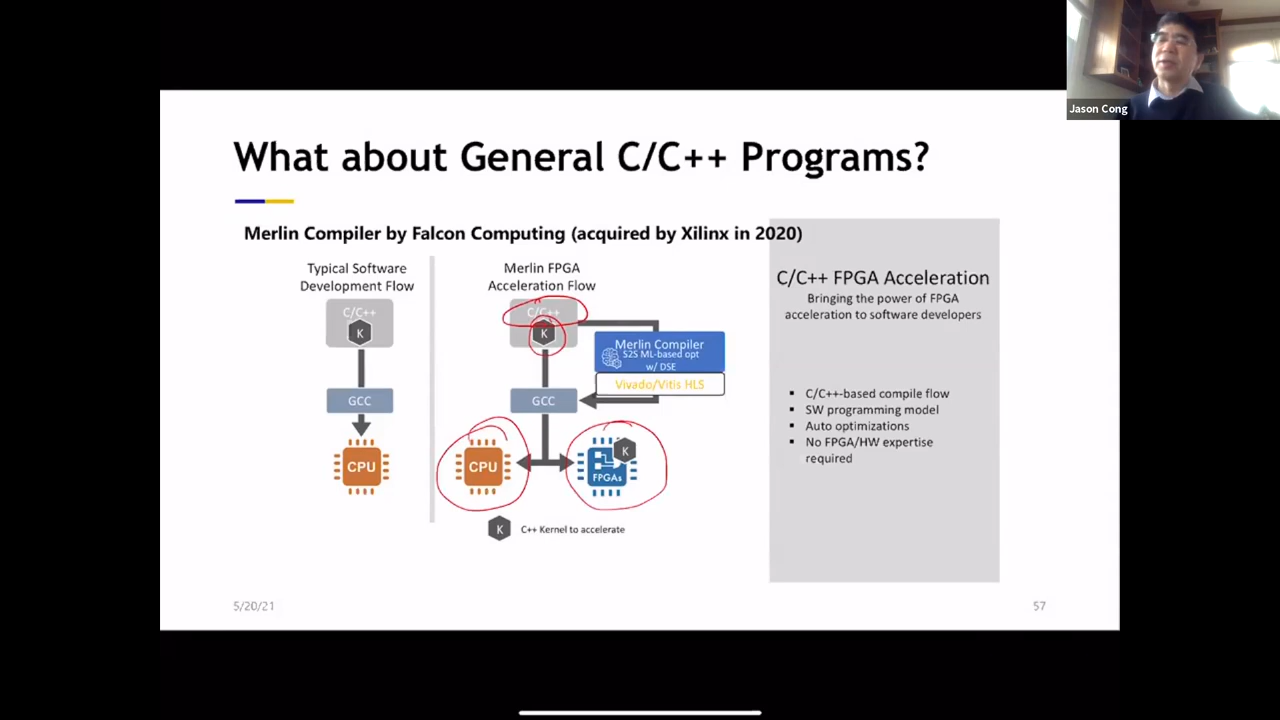 Jason Cong
What about General C/C++ Programs?
Merlin Compiler by Falcon Computing (acquired by Xilinx in 2020)
Typical Software
Development Flow
C/C++
K
GCC
CPU
Merlin FPGA
Acceleration Flow
C/C++
K
Merlin Compiler
S2S ML-based opt
w/ DSE
Vivado/Vitis HLS
GCC
CPU
K
FPGAs
K
C++ Kernel to accelerate
C/C++ FPGA Acceleration
Bringing the power of FPGA
acceleration to software developers
▪ C/C++-based compile flow
▪ SW programming model
▪ Auto optimizations
▪ No FPGA/HW expertise
required
5/20/21
57